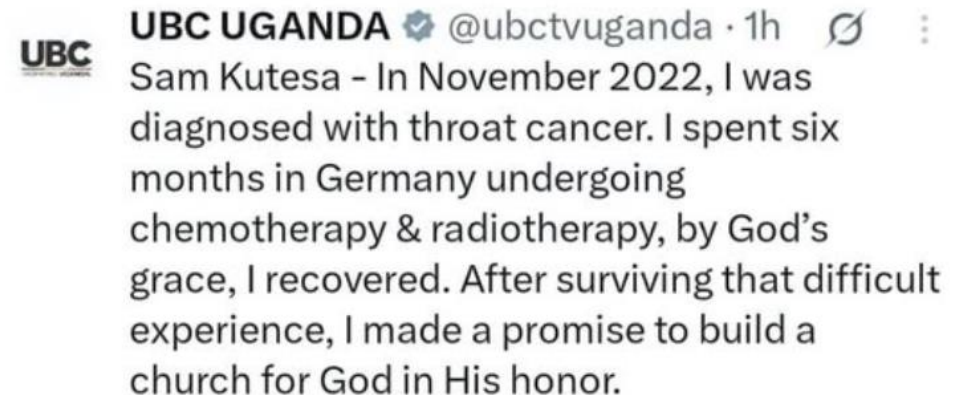 UBC UGANDA @ubctvuganda · 1h
UBC
Sam Kutesa - In November 2022, I was
diagnosed with throat cancer. I spent six
months in Germany undergoing
chemotherapy & radiotherapy, by God's
grace, I recovered. After surviving that difficult
experience, I made a promise to build a
church for God in His honor.